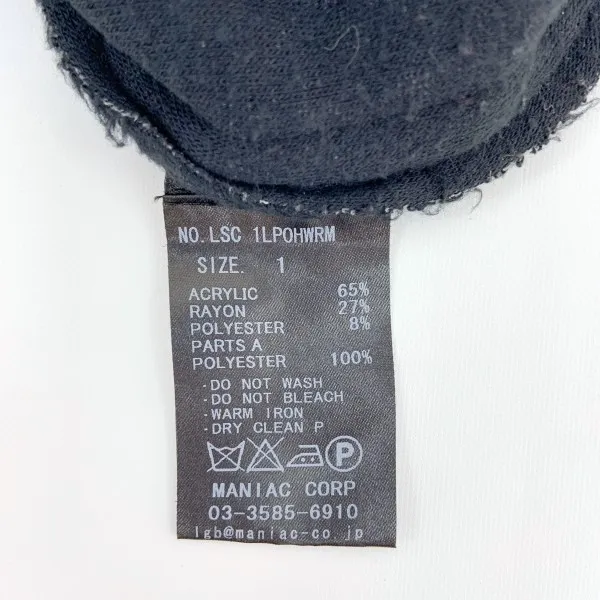 NO. LSC 1LPOHWRM
SIZE. 1
ACRYLIC 65%
RAYON 27%
POLYESTER 8%
PARTS A
POLYESTER 100%
·DO NOT WASH
·DO NOT BLEACH
·WARM IRON
·DRY CLEAN P
P
MANIAC CORP
03-3585-6910
lgb@maniac-co.jp